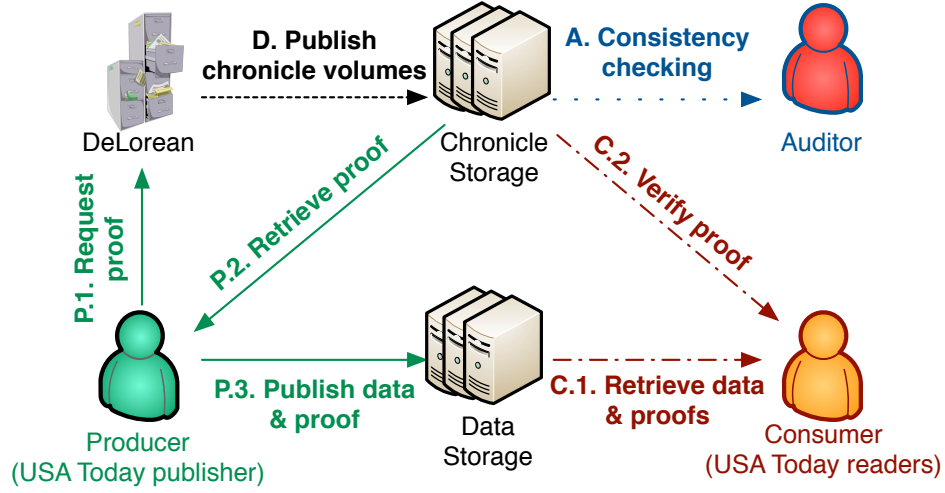 D. Publish
chronicle volumes
A. Consistency
checking
DeLorean
Chronicle
Storage
Auditor
P.1. Request
proof
P.2. Retrieve proof
C.2. Verify proof
P.3. Publish data
& proof
C.1. Retrieve data
& proofs
Producer
(USA Today publisher)
Data
Storage
Consumer
(USA Today readers)